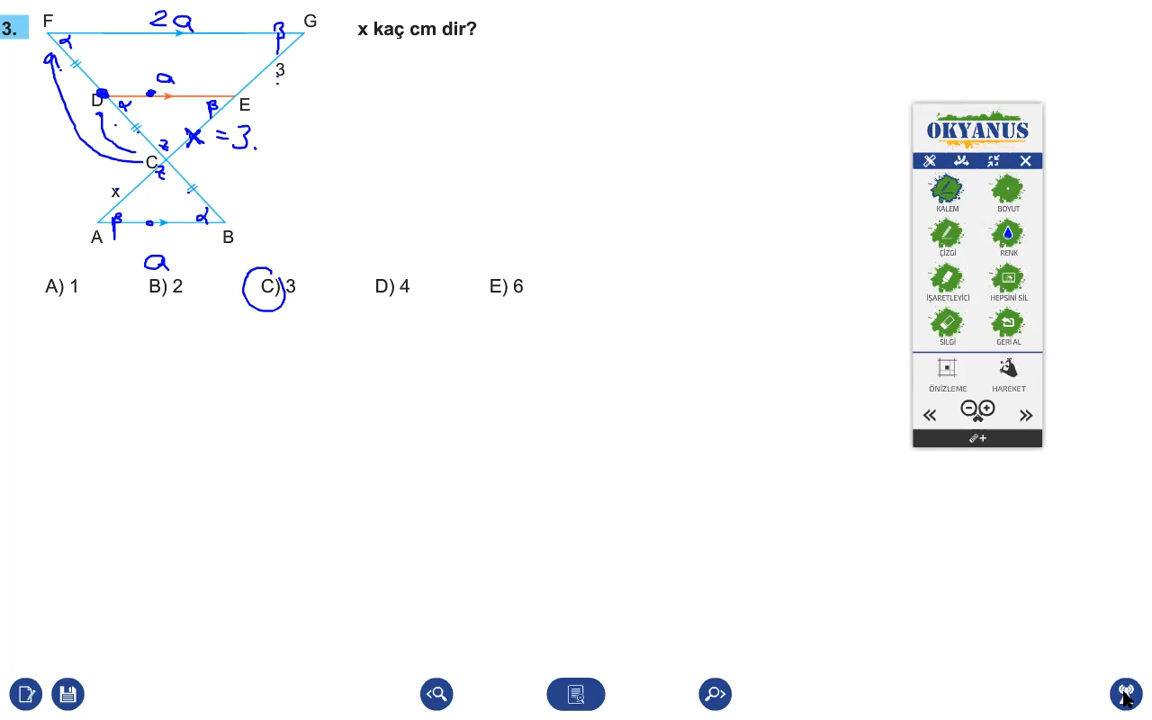 3.
x kaç cm dir?
F
2a
G
α
β
3
a
D
α
β
E
z
x = 3.
C
z
x
β
α
A
B
a
A) 1
B) 2
C) 3
D) 4
E) 6
OKYANUS
KALEM
BOYUT
ÇİZGİ
RENK
İŞARETLEYİCİ
HEPSİNİ SİL
SİLGİ
GERİ AL
ÖNİZLEME
HAREKET